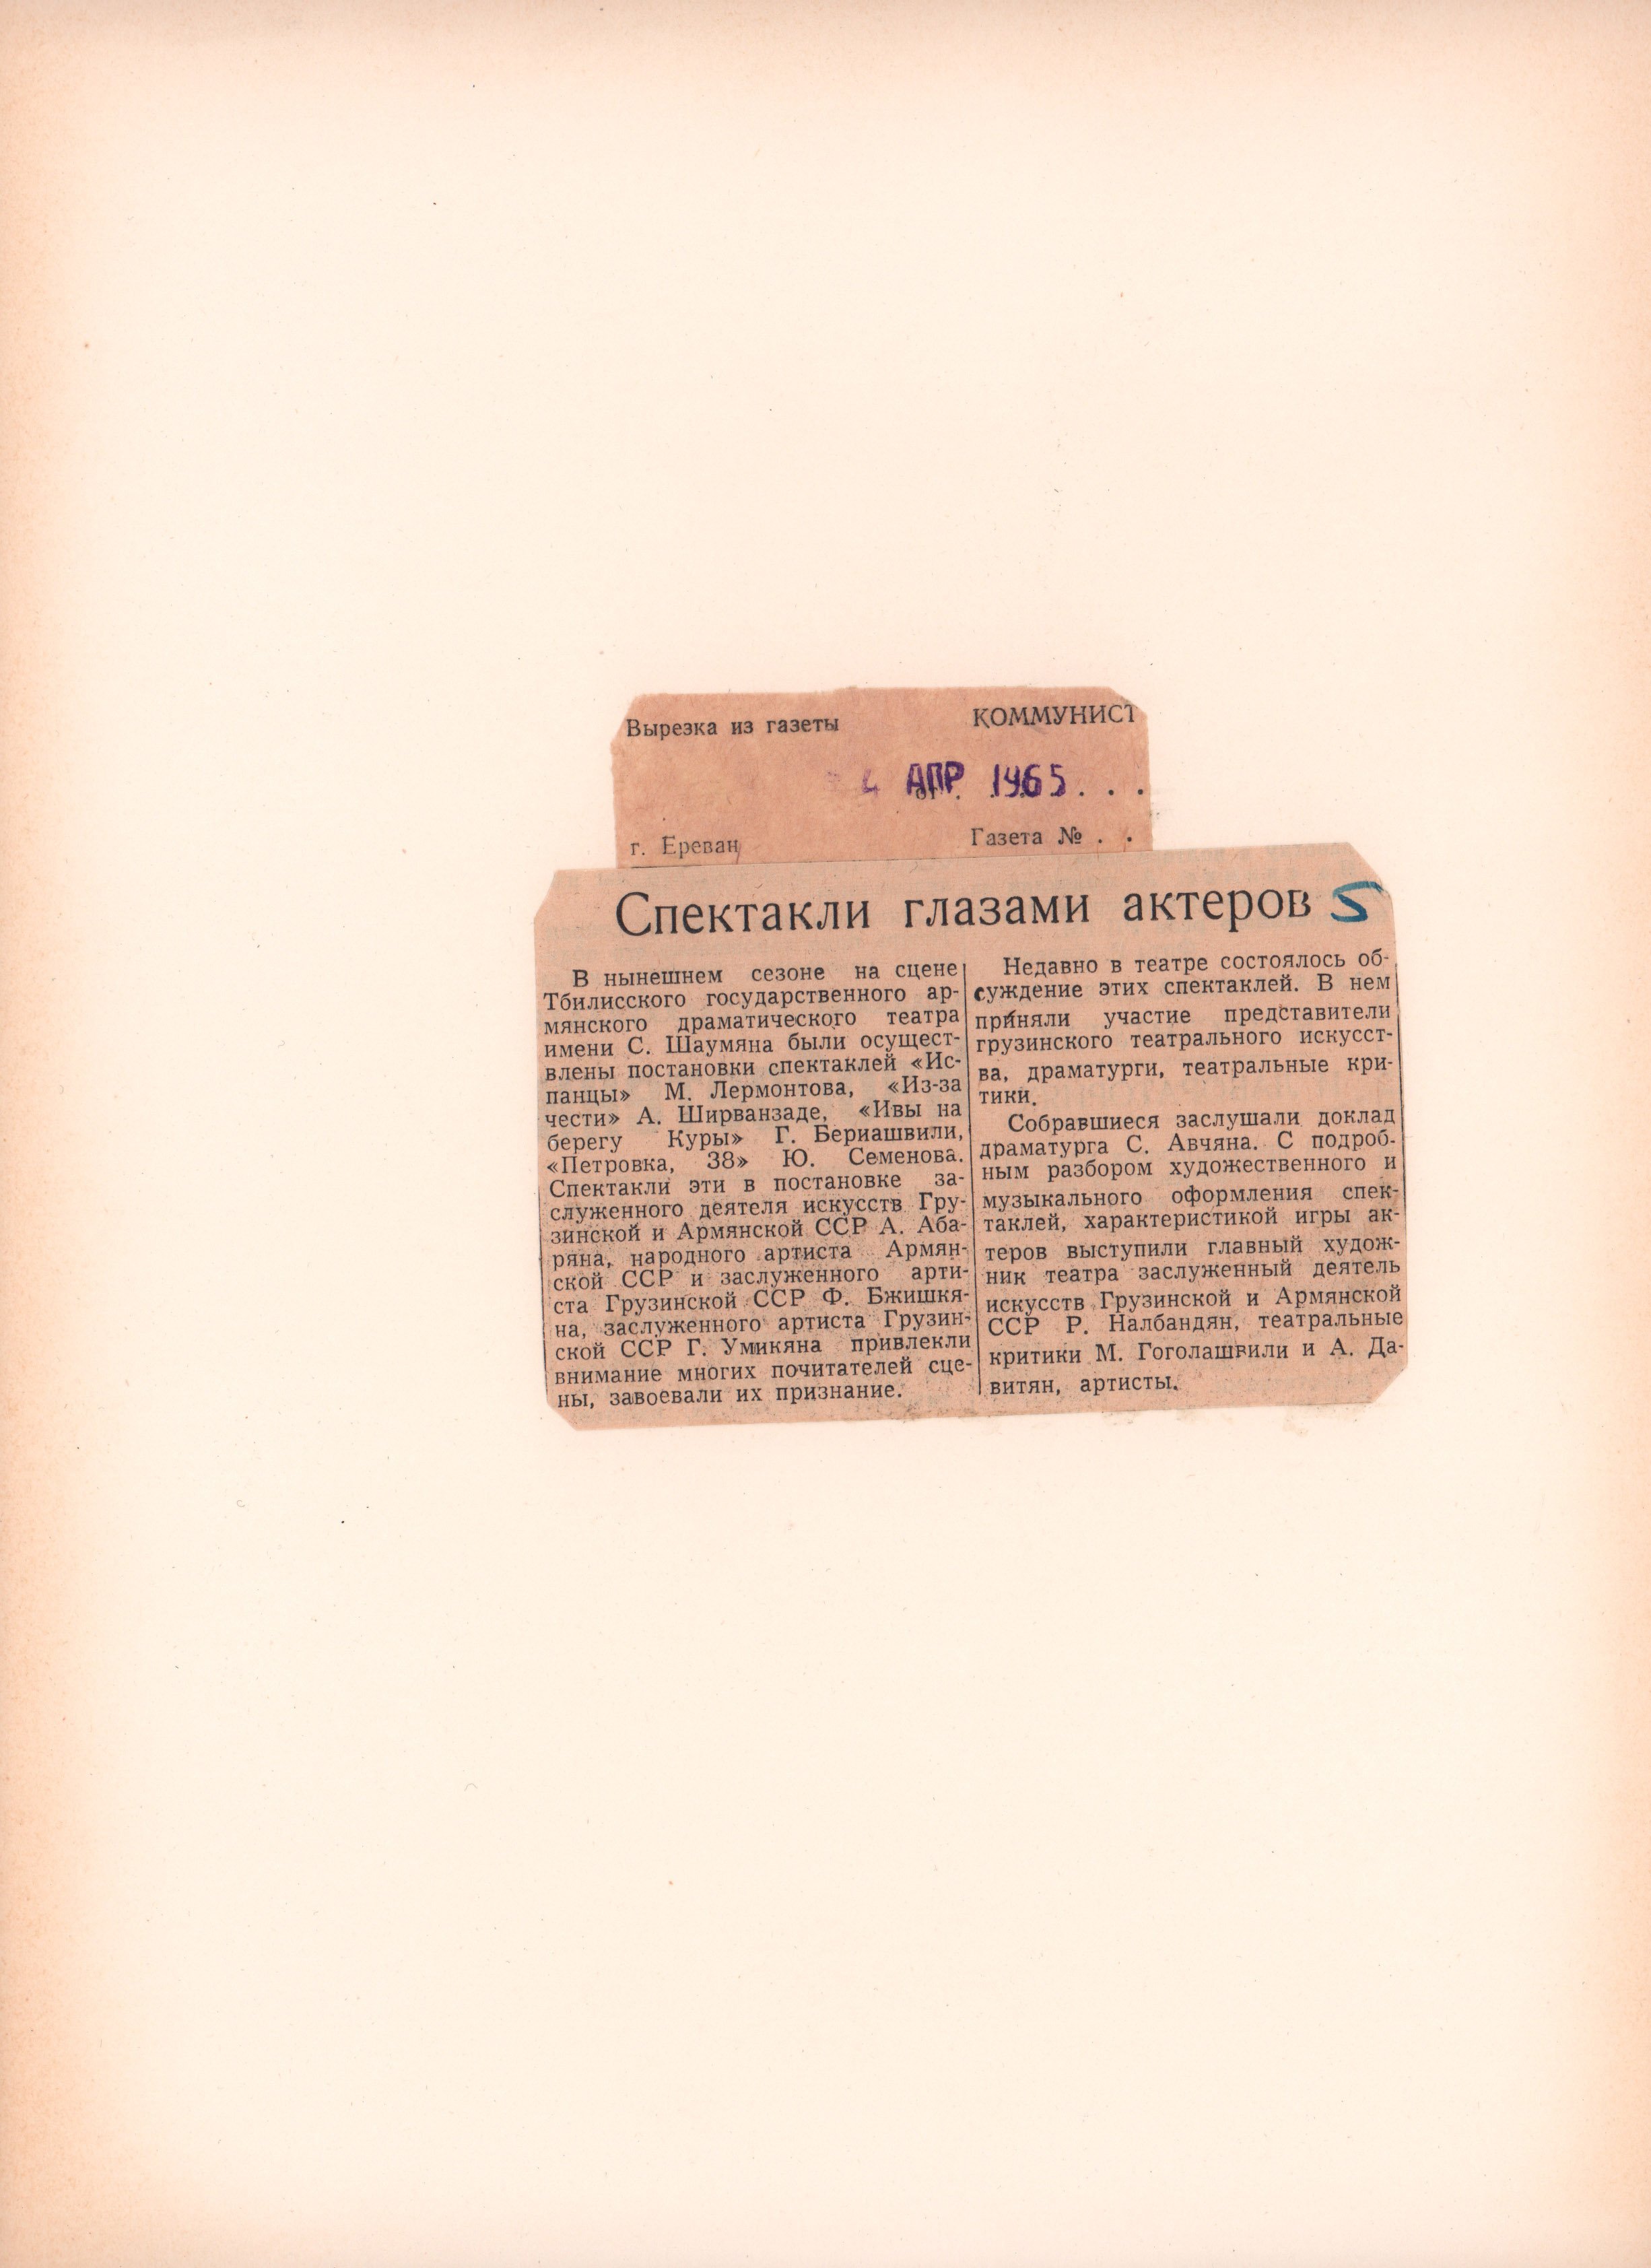 Вырезка из газеты КОММУНИСТ
4 АПР. 1965 . . .
г. Ереван Газета № . .
Спектакли глазами актеров S
В нынешнем сезоне на сцене
Тбилисского государственного ар-
мянского драматического театра
имени С. Шаумяна были осущест-
влены постановки спектаклей «Ис-
панцы» М. Лермонтова, «Из-за
чести» А. Ширванзаде, «Ивы на
берегу Куры» Г. Бериашвили,
«Петровка, 38» Ю. Семенова.
Спектакли эти в постановке за-
служенного деятеля искусств Гру-
зинской и Армянской ССР А. Аба-
ряна, народного артиста Армян-
ской ССР и заслуженного арти-
ста Грузинской ССР Ф. Бжишкя-
на, заслуженного артиста Грузин-
ской ССР Г. Умикяна привлекли
внимание многих почитателей сце-
ны, завоевали их признание.
Недавно в театре состоялось об-
суждение этих спектаклей. В нем
приняли участие представители
грузинского театрального искусст-
ва, драматурги, театральные кри-
тики.
Собравшиеся заслушали доклад
драматурга С. Авчяна. С подроб-
ным разбором художественного и
музыкального оформления спек-
таклей, характеристикой игры ак-
теров выступили главный худож-
ник театра заслуженный деятель
искусств Грузинской и Армянской
ССР Р. Налбандян, театральные
критики М. Гоголашвили и А. Да-
витян, артисты.